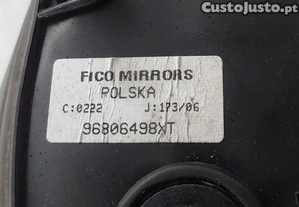 CustoJusto.pt
FICO MIRRORS
POLSKA
C:0222 J:173/06
96806498XT